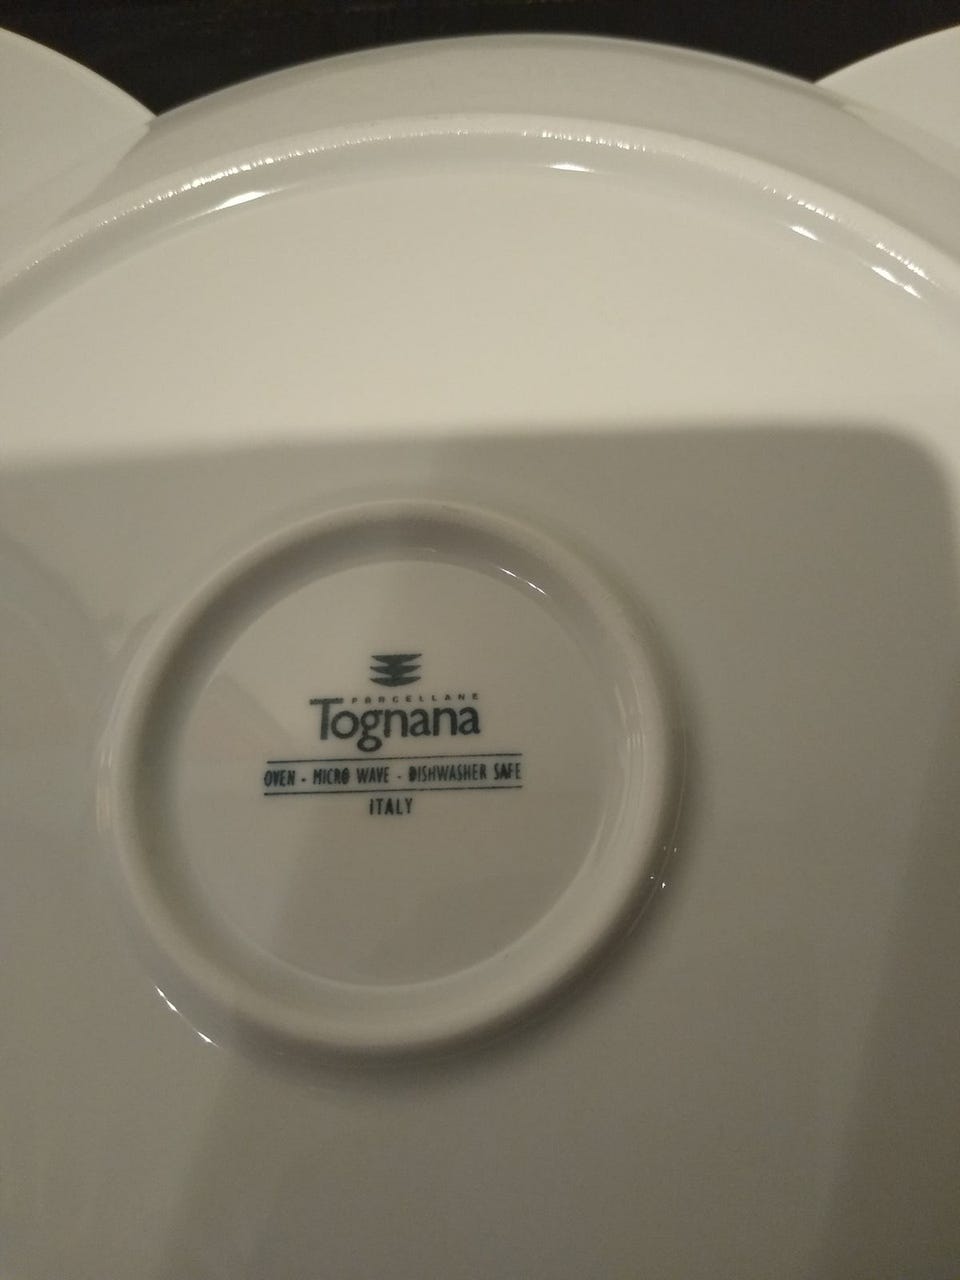 PORCELLANE
Tognana
OVEN - MICRO WAVE - DISHWASHER SAFE
ITALY